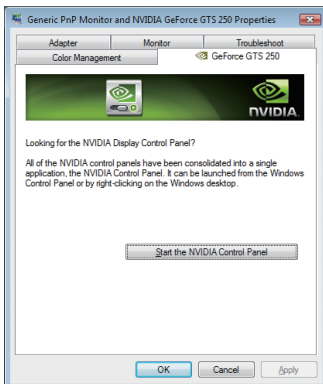 Generic PnP Monitor and NVIDIA GeForce GTS 250 Properties
Adapter Monitor Troubleshoot
Color Management GeForce GTS 250
NVIDIA.
Looking for the NVIDIA Display Control Panel?
All of the NVIDIA control panels have been consolidated into a single
application, the NVIDIA Control Panel. It can be launched from the Windows
Control Panel or by right-clicking on the Windows desktop.
Start the NVIDIA Control Panel
OK Cancel Apply